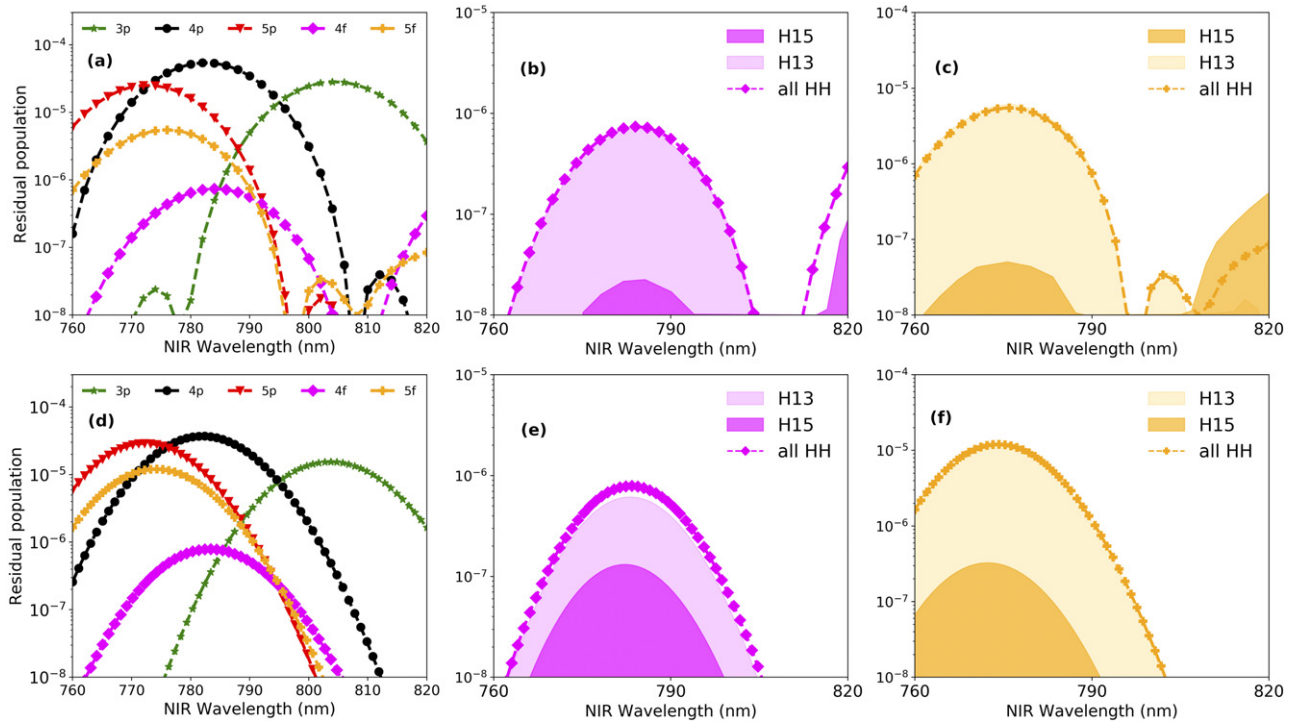 3p 4p 5p 4f 5f
(a)
Residual population
10⁻⁴
10⁻⁵
10⁻⁶
10⁻⁷
10⁻⁸
760 770 780 790 800 810 820
NIR Wavelength (nm)
(b)
H15
H13
all HH
10⁻⁵
10⁻⁶
10⁻⁷
10⁻⁸
760 790 820
NIR Wavelength (nm)
(c)
H15
H13
all HH
10⁻⁴
10⁻⁵
10⁻⁶
10⁻⁷
10⁻⁸
760 790 820
NIR Wavelength (nm)
3p 4p 5p 4f 5f
(d)
Residual population
10⁻⁴
10⁻⁵
10⁻⁶
10⁻⁷
10⁻⁸
760 770 780 790 800 810 820
NIR Wavelength (nm)
(e)
H13
H15
all HH
10⁻⁵
10⁻⁶
10⁻⁷
10⁻⁸
760 790 820
NIR Wavelength (nm)
(f)
H13
H15
all HH
10⁻⁴
10⁻⁵
10⁻⁶
10⁻⁷
10⁻⁸
760 790 820
NIR Wavelength (nm)